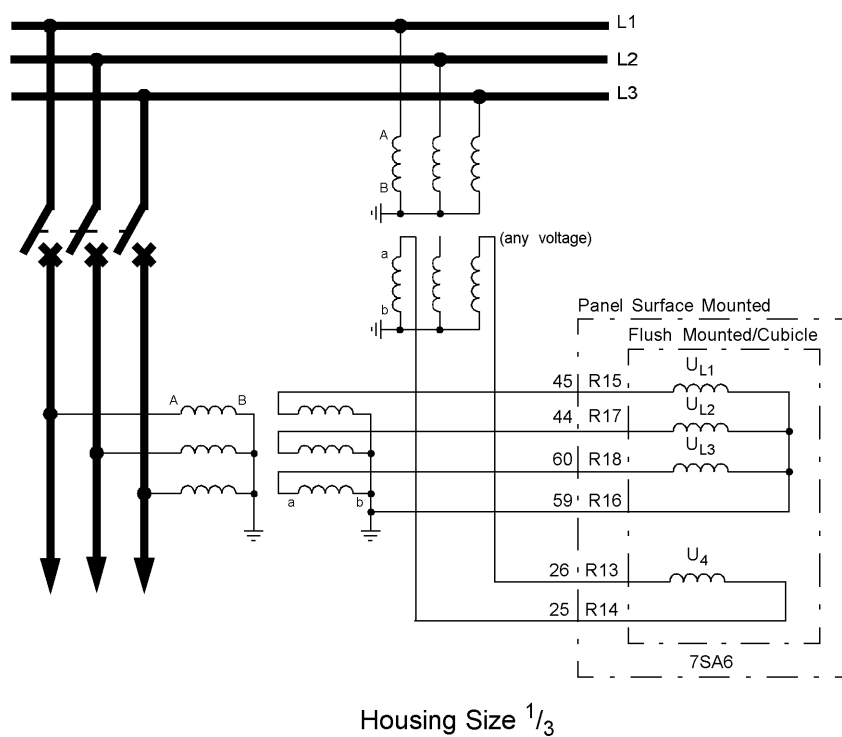 L1
L2
L3
A
B
a
(any voltage)
b
Panel Surface Mounted
Flush Mounted/Cubicle
UL1
45 R15
A B
UL2
44 R17
UL3
60 R18
a b
59 R16
U4
26 R13
25 R14
7SA6
Housing Size 1/3